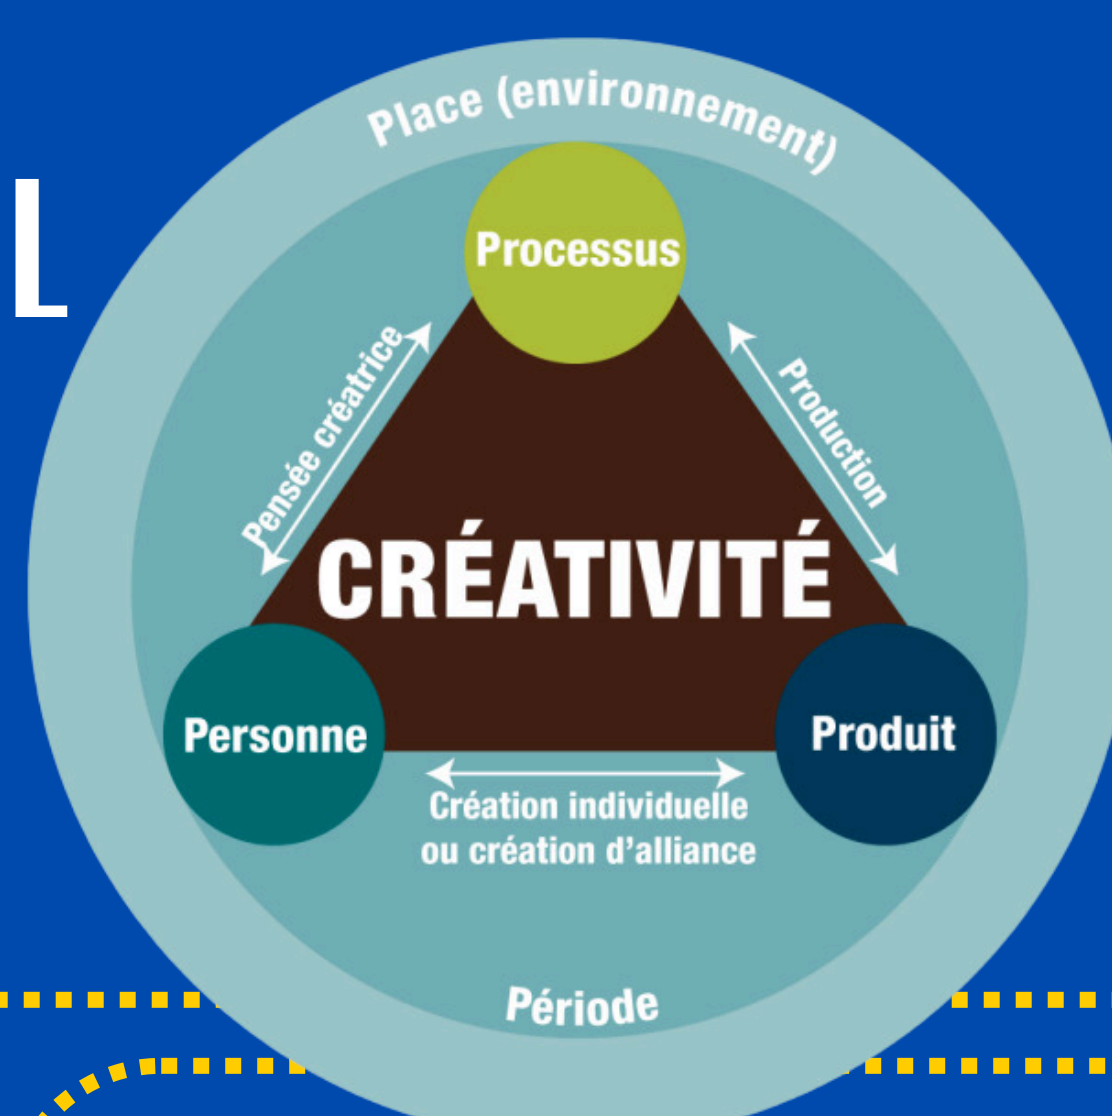 Place (environnement)
L
Processus
Pensée créatrice
Production
CRÉATIVITÉ
Personne
Produit
Création individuelle
ou création d'alliance
Période